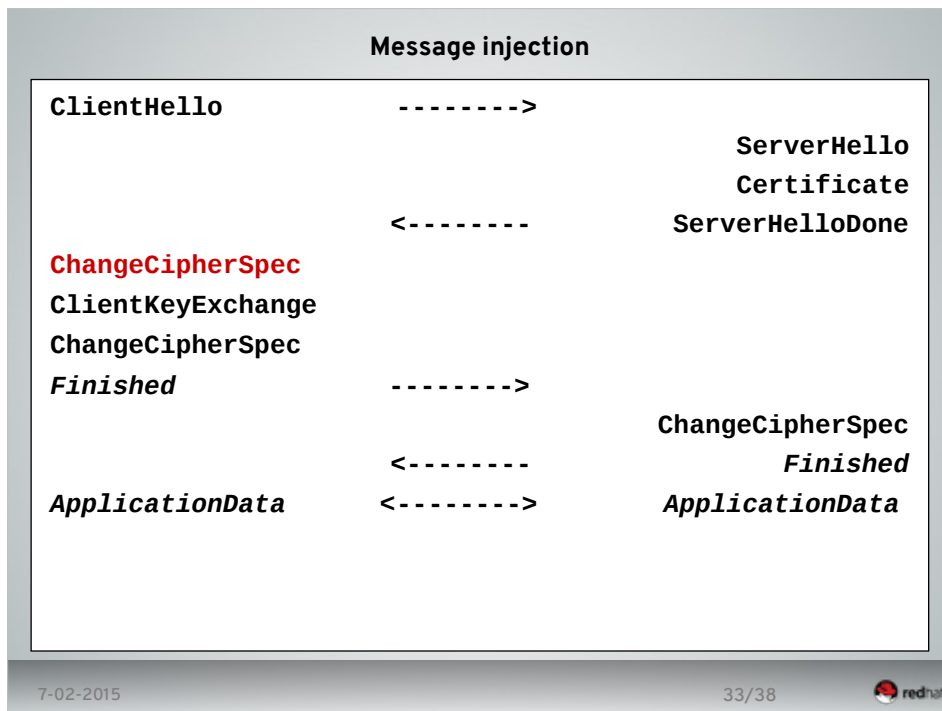 Message injection
ClientHello -------->
ServerHello
Certificate
<-------- ServerHelloDone
ChangeCipherSpec
ClientKeyExchange
ChangeCipherSpec
Finished -------->
ChangeCipherSpec
<-------- Finished
ApplicationData <--------> ApplicationData
7-02-2015 33/38 redhat